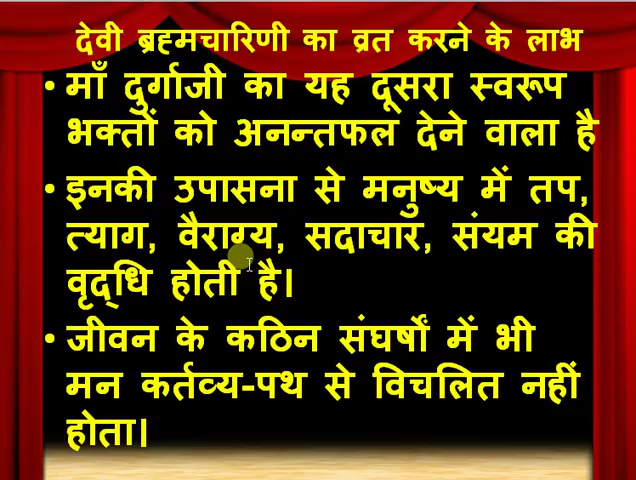 देवी ब्रह्मचारिणी का व्रत करने के लाभ
• माँ दुर्गाजी का यह दूसरा स्वरूप
भक्तों को अनन्तफल देने वाला है
• इनकी उपासना से मनुष्य में तप,
त्याग, वैराग्य, सदाचार, संयम की
वृद्धि होती है।
• जीवन के कठिन संघर्षों में भी
मन कर्तव्य-पथ से विचलित नहीं
होता।